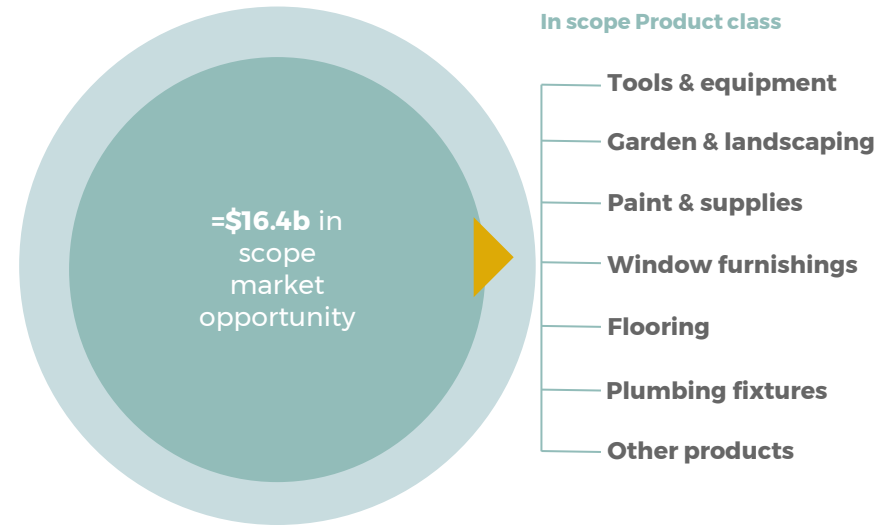 In scope Product class
=$16.4b in
scope
market
opportunity
Tools & equipment
Garden & landscaping
Paint & supplies
Window furnishings
Flooring
Plumbing fixtures
Other products